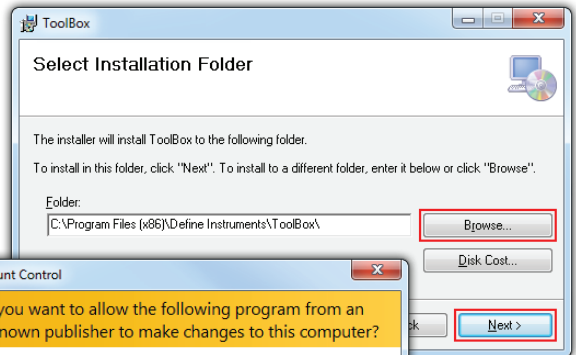 ToolBox
Select Installation Folder
The installer will install ToolBox to the following folder.
To install in this folder, click "Next". To install to a different folder, enter it below or click "Browse".
Folder:
C:\Program Files (x86)\Define Instruments\ToolBox\
Browse...
Disk Cost...
unt Control
you want to allow the following program from an
nown publisher to make changes to this computer?
ck
Next >